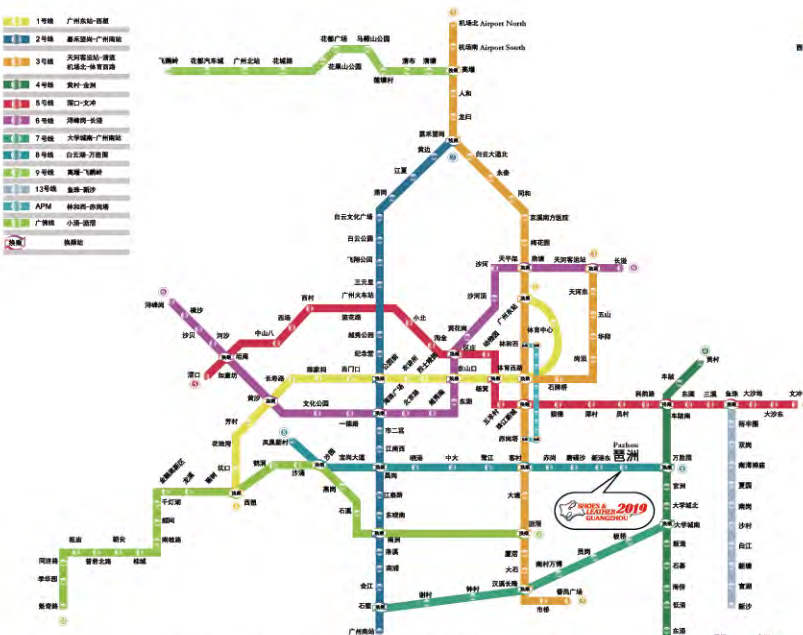 1号线 广州东站-西塱
2号线 嘉禾望岗-广州南站
3号线 天河客运站-番禺
机场北-体育西路
4号线 黄村-金洲
5号线 滘口-文冲
6号线 浔峰岗-长湴
7号线 大学城南-广州南站
8号线
9号线 高增-飞鹅岭
13号线 鱼珠-新沙
APM 林和西-赤岗塔
广佛线
换乘 换乘站
机场北 Airport North
机场南 Airport South
高增
人和
龙归
嘉禾望岗
飞鹅岭
花都汽车城
广州北站
花城路
花果山公园
花都广场
马鞍山公园
莲塘村
清布
清塘
黄边
江夏
萧岗
白云文化广场
白云公园
飞翔公园
三元里
广州火车站
越秀公园
纪念堂
公园前
海珠广场
市二宫
江南西
昌岗
江泰路
东晓南
南洲
洛溪
南浦
会江
石壁
广州南站
白云大道北
永泰
同和
京溪南方医院
梅花园
燕塘
广州东站
林和西
体育西路
珠江新城
赤岗塔
客村
大塘
沥滘
厦滘
大石
汉溪长隆
市桥
番禺广场
天河客运站
长湴
天河东
五山
华师
岗顶
石牌桥
体育中心
天平架
沙河
沙河顶
黄花岗
区庄
动物园
淘金
小北
西村
西场
中山八
坦尾
滘口
浔峰岗
横沙
沙贝
河沙
如意坊
黄沙
文化公园
一德路
北京路
越秀南
东湖
东山口
杨箕
烈士陵园
农讲所
西门口
陈家祠
长寿路
芳村
花地湾
坑口
西塱
鹤洞
沙涌
沙园
燕岗
石溪
凤凰新村
宝岗大道
晓港
中大
鹭江
赤岗
磨碟沙
新港东
Pazhou
琶洲
万胜围
五羊邨
猎德
潭村
员村
科韵路
车陂南
东圃
三溪
鱼珠
大沙地
大沙东
文冲
黄村
车陂
官洲
大学城北
大学城南
新造
石碁
海傍
低涌
东涌
裕丰围
双岗
南海神庙
夏园
南岗
沙村
白江
新塘
官湖
新沙
板桥
员岗
南村万博
钟村
谢村
金融高新区
龙溪
千灯湖
南桂路
桂城
朝安
普君北路
祖庙
同济路
季华园
魁奇路
SHOES &
LEATHER 2019
GUANGZHOU